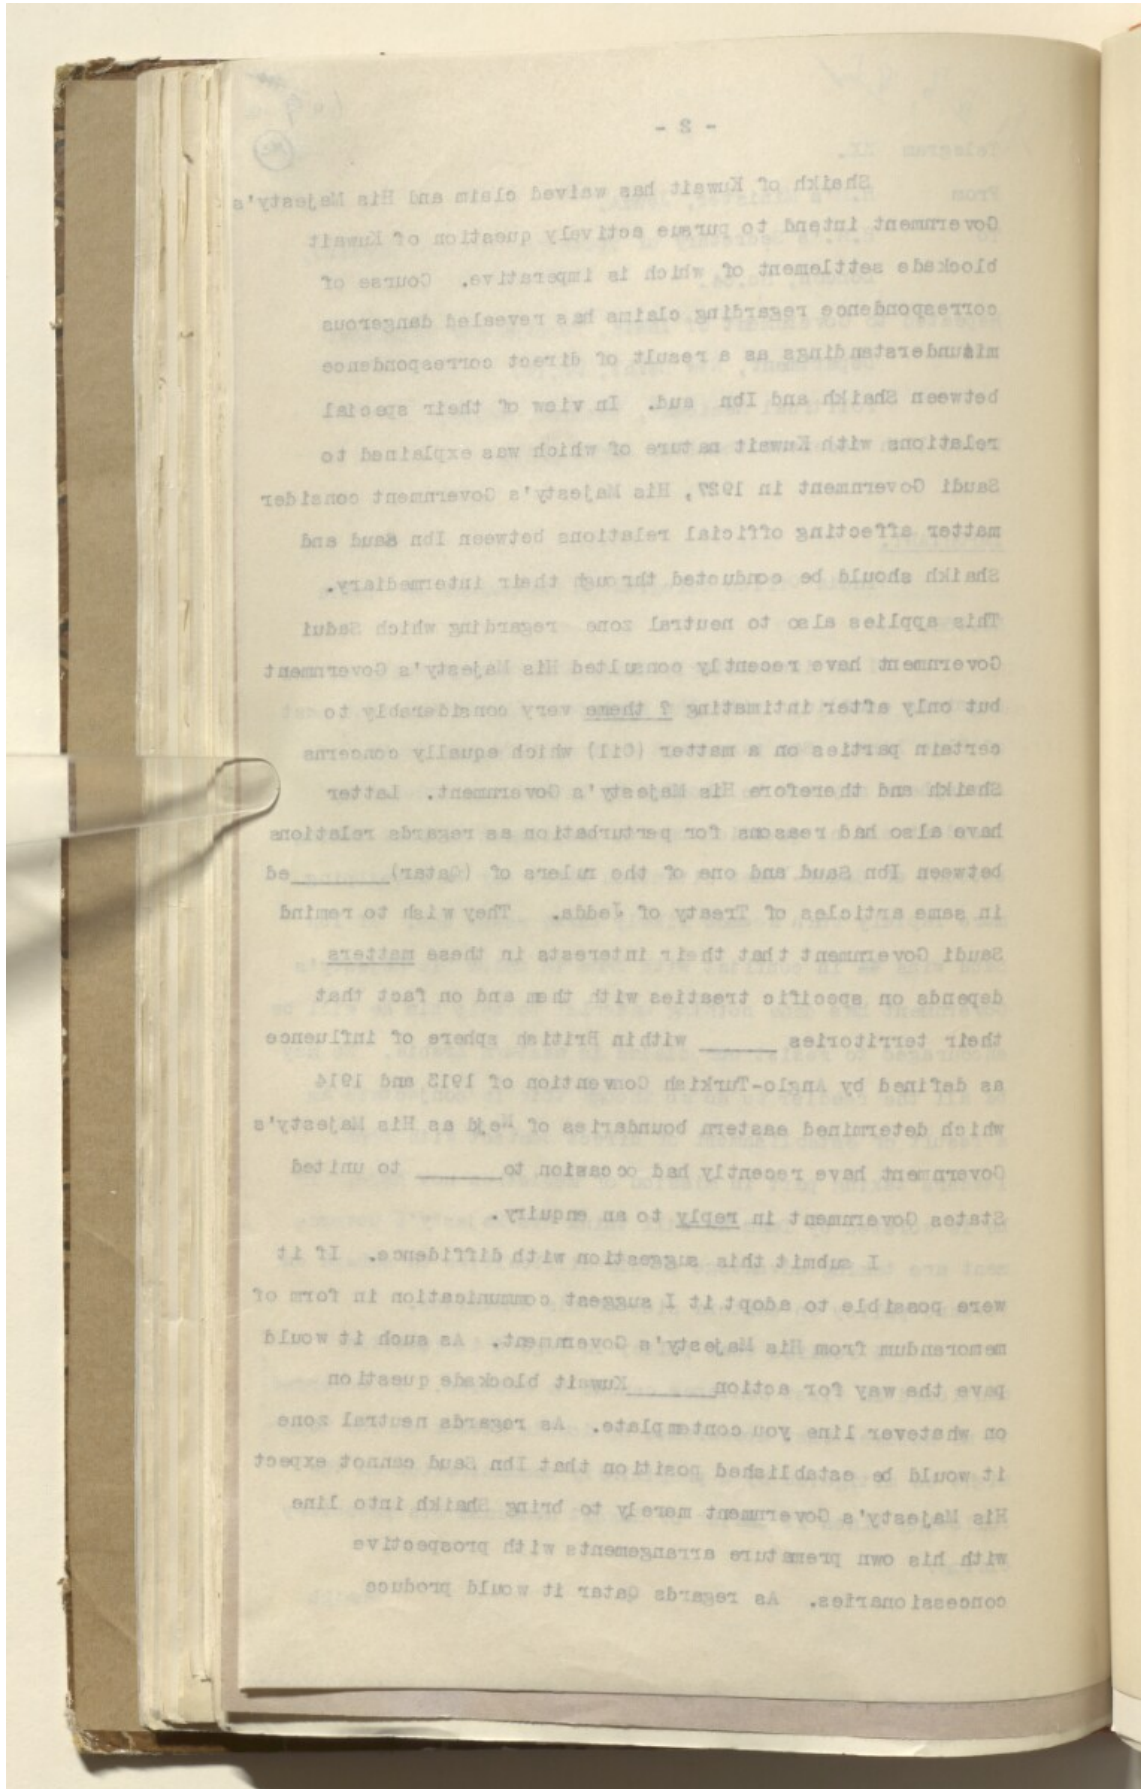 - 2 -
Shaikh of Kuwait has waived claim and His Majesty's
Government intend to pursue actively question of Kuwait
blockade settlement of which is imperative. Course of
correspondence regarding claims has revealed dangerous
misunderstandings as a result of direct correspondence
between Shaikh and Ibn aud. In view of their special
relations with Kuwait nature of which was explained to
Saudi Government in 1927, His Majesty's Government consider
matter affecting official relations between Ibn Saud and
Shaikh should be conducted through their intermediary.
This applies also to neutral zone regarding which Sadui
Government have recently consulted His Majesty's Government
but only after intimating ? theme very considerably to
certain parties on a matter (Oil) which equally concerns
Shaikh and therefore His Majesty's Government. Latter
have also had reasons for perturbation as regards relations
between Ibn Saud and one of the rulers of (Qatar)______ed
in same articles of Treaty of Jedda. They wish to remind
Saudi Government that their interests in these matters
depends on specific treaties with them and on fact that
their territories ______ within British sphere of influence
as defined by Anglo-Turkish Convention of 1913 and 1914
which determined eastern boundaries of Nejd as His Majesty's
Government have recently had occasion to______ to united
States Government in reply to an enquiry.
I submit this suggestion with diffidence. If it
were possible to adopt it I suggest communication in form of
memorandum from His Majesty's Government. As such it would
pave the way for action______Kuwait blockade question
on whatever line you contemplate. As regards neutral zone
it would be established position that Ibn Saud cannot expect
His Majesty's Government merely to bring Shaikh into line
with his own premature arrangements with prospective
concessionaries. As regards Qatar it would produce